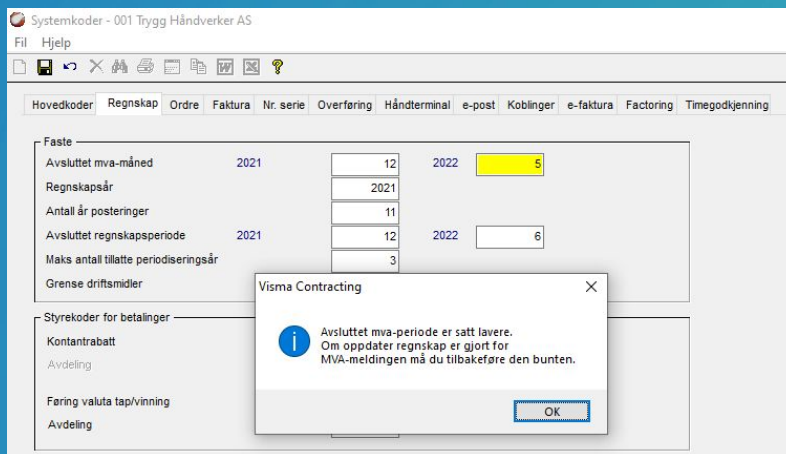 Systemkoder - 001 Trygg Håndverker AS
Fil Hjelp
Hovedkoder Regnskap Ordre Faktura Nr. serie Overføring Håndterminal e-post Koblinger e-faktura Factoring Timegodkjenning
Faste
Avsluttet mva-måned 2021 12 2022 5
Regnskapsår 2021
Antall år posteringer 11
Avsluttet regnskapsperiode 2021 12 2022 6
Maks antall tillatte periodiseringsår 3
Grense driftsmidler
Visma Contracting
Avsluttet mva-periode er satt lavere.
Om oppdater regnskap er gjort for
MVA-meldingen må du tilbakeføre den bunten.
OK
Styrekoder for betalinger
Kontantrabatt
Avdeling
Føring valuta tap/vinning
Avdeling